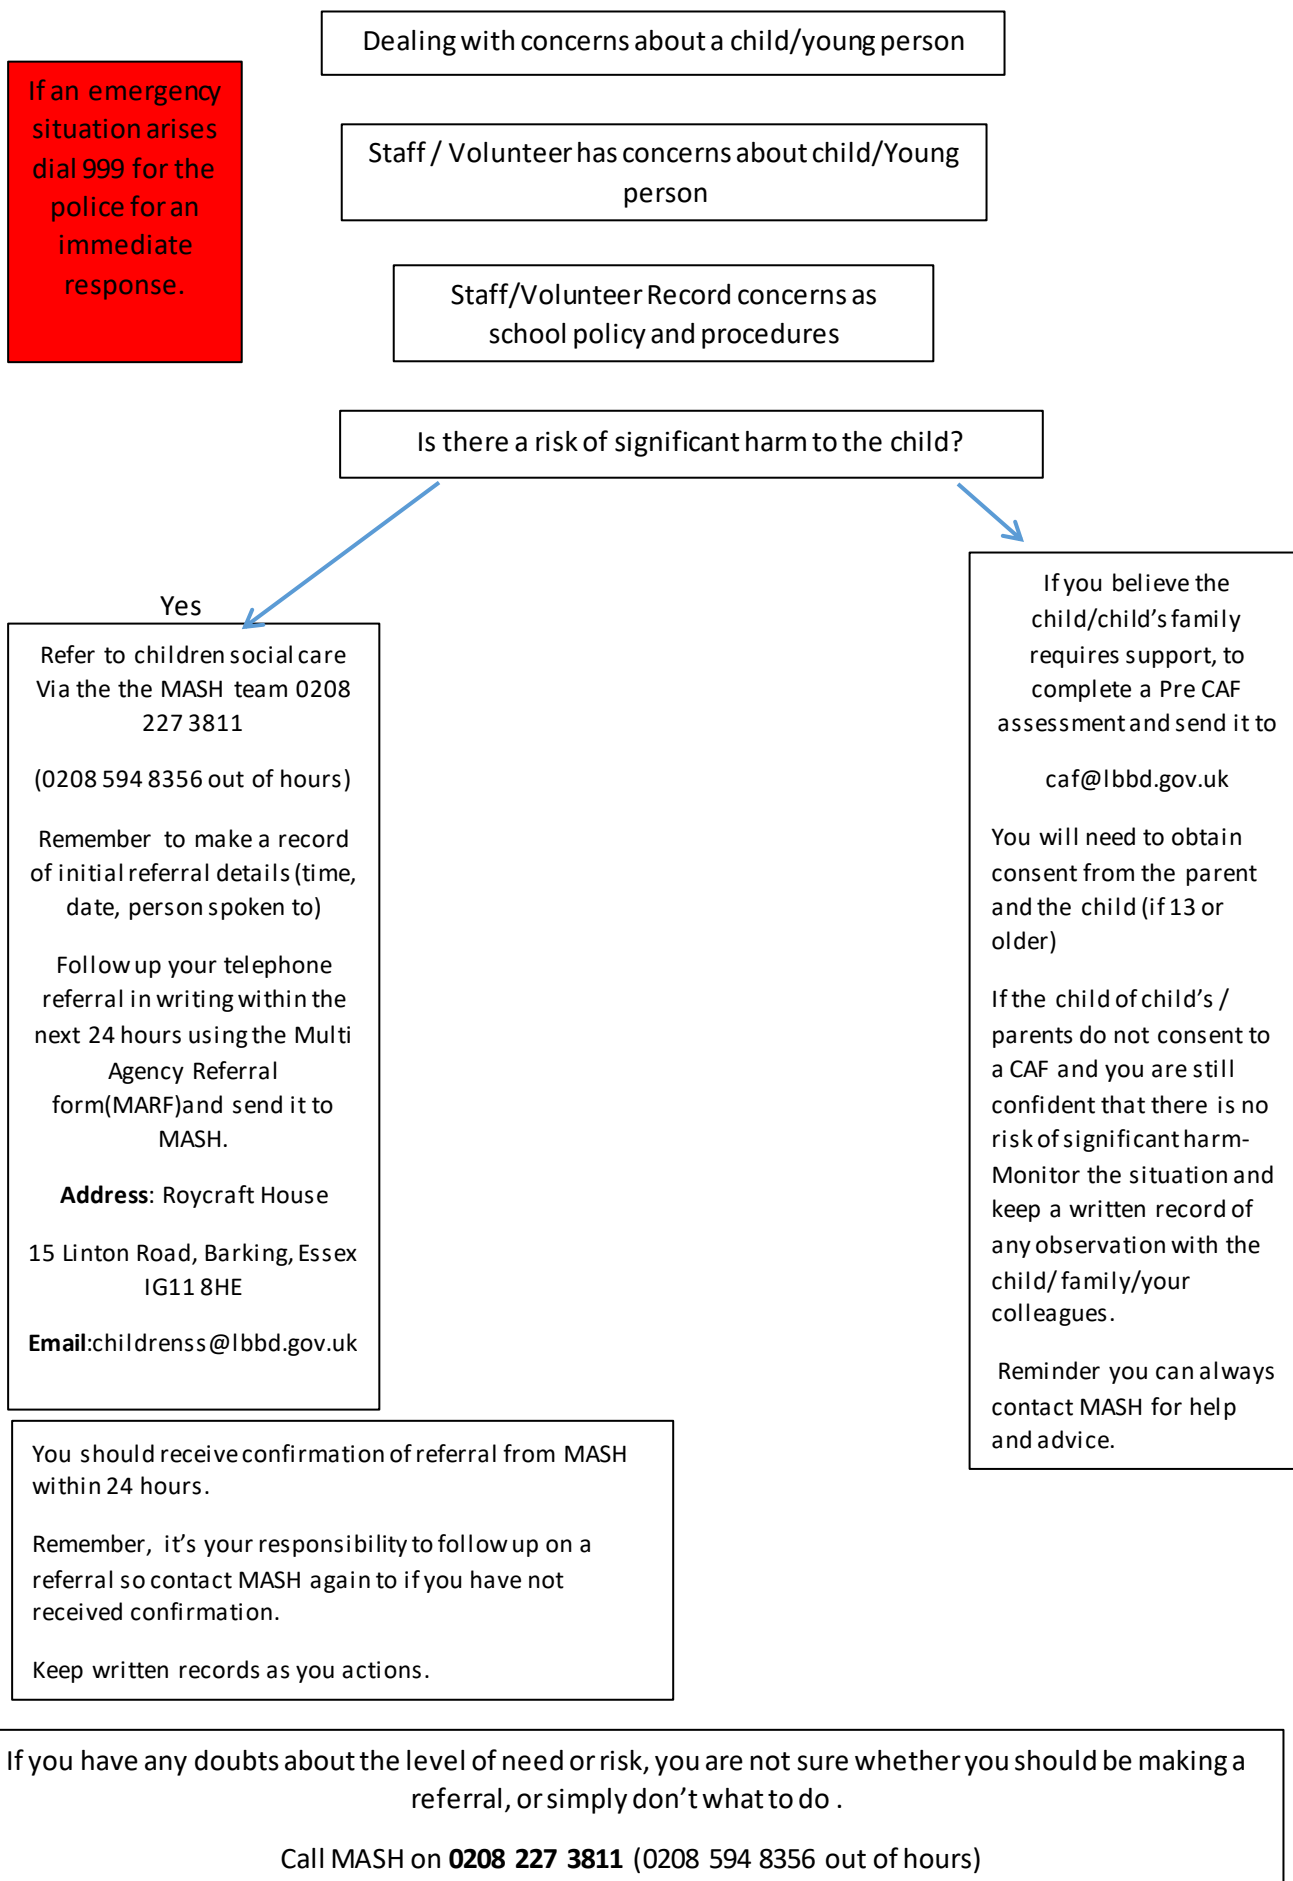 Dealing with concerns about a child/young person
If an emergency
situation arises
dial 999 for the
police for an
immediate
response.
Staff / Volunteer has concerns about child/Young
person
Staff/Volunteer Record concerns as
school policy and procedures
Is there a risk of significant harm to the child?
Yes
Refer to children social care
Via the the MASH team 0208
227 3811
(0208 594 8356 out of hours)
Remember to make a record
of initial referral details (time,
date, person spoken to)
Follow up your telephone
referral in writing within the
next 24 hours using the Multi
Agency Referral
form(MARF)and send it to
MASH.
Address: Roycraft House
15 Linton Road, Barking, Essex
IG11 8HE
Email:childrenss@lbbd.gov.uk
If you believe the
child/child’s family
requires support, to
complete a Pre CAF
assessment and send it to
caf@lbbd.gov.uk
You will need to obtain
consent from the parent
and the child (if 13 or
older)
If the child of child’s /
parents do not consent to
a CAF and you are still
confident that there is no
risk of significant harm-
Monitor the situation and
keep a written record of
any observation with the
child/ family/your
colleagues.
Reminder you can always
contact MASH for help
and advice.
You should receive confirmation of referral from MASH
within 24 hours.
Remember, it’s your responsibility to follow up on a
referral so contact MASH again to if you have not
received confirmation.
Keep written records as you actions.
If you have any doubts about the level of need or risk, you are not sure whether you should be making a
referral, or simply don’t what to do .
Call MASH on 0208 227 3811 (0208 594 8356 out of hours)